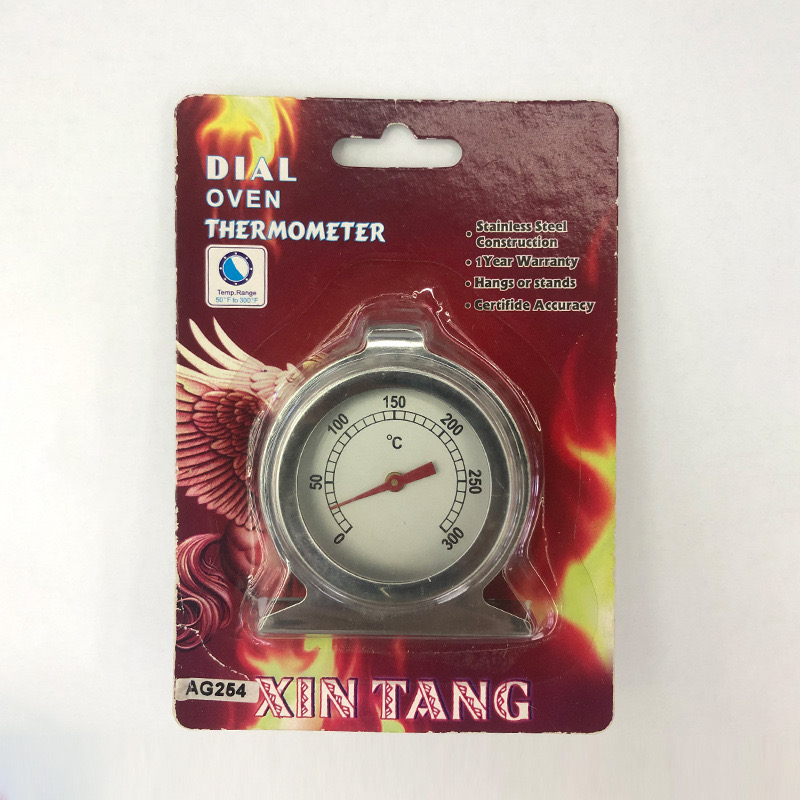 DIAL
OVEN
THERMOMETER
Temp.Range
50°F to 300°F
• Stainless Steel
Construction
• 1Year Warranty
• Hangs or stands
• Certifide Accuracy
150
100
200
°C
50
250
0
300
AG254
XIN TANG